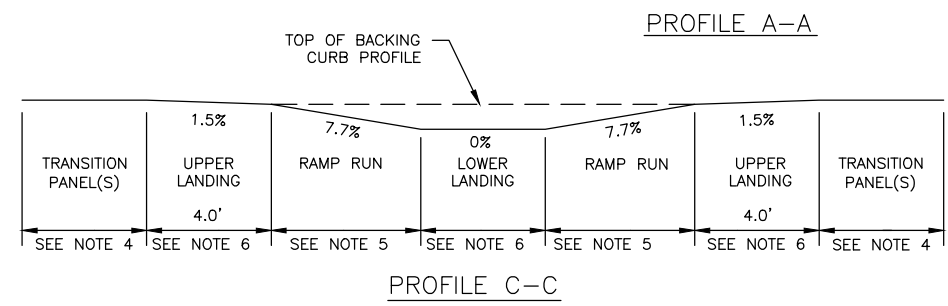 PROFILE A-A
TOP OF BACKING
CURB PROFILE
1.5%
7.7%
0%
7.7%
1.5%
TRANSITION
PANEL(S)
UPPER
LANDING
RAMP RUN
LOWER
LANDING
RAMP RUN
UPPER
LANDING
TRANSITION
PANEL(S)
4.0'
4.0'
SEE NOTE 4
SEE NOTE 6
SEE NOTE 5
SEE NOTE 6
SEE NOTE 5
SEE NOTE 6
SEE NOTE 4
PROFILE C-C